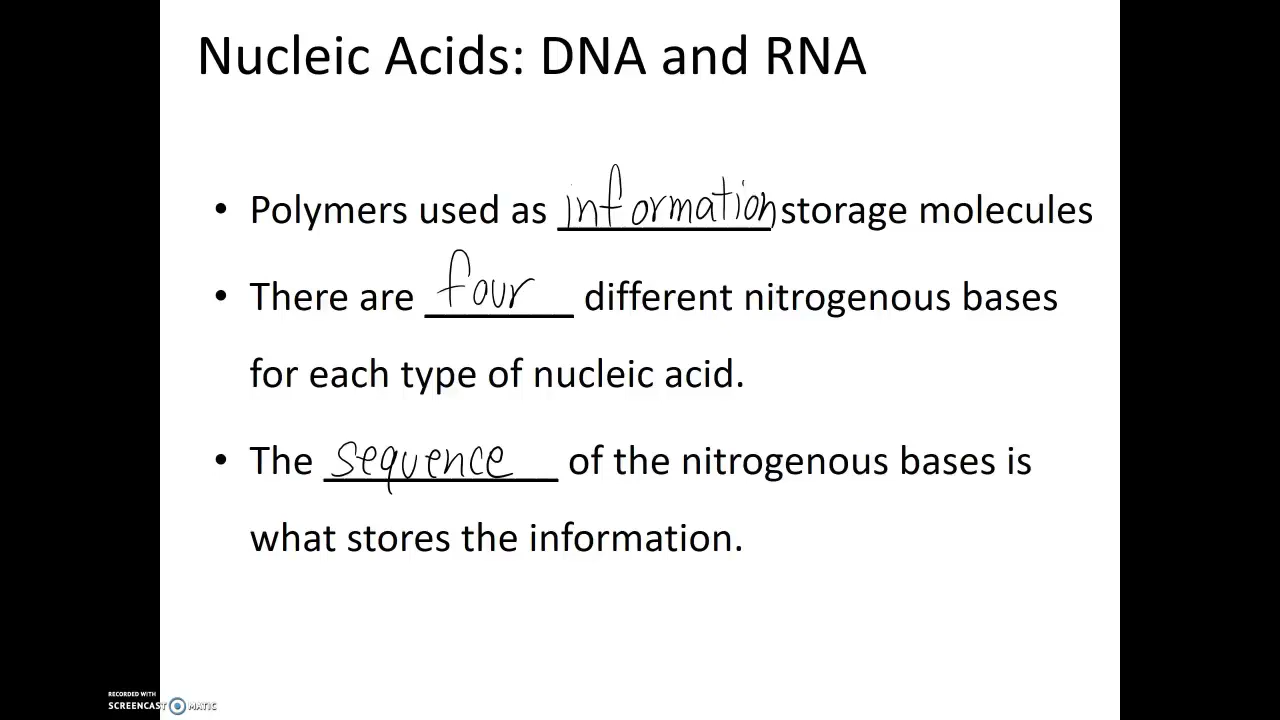 Nucleic Acids: DNA and RNA
• Polymers used as information storage molecules
• There are four different nitrogenous bases
for each type of nucleic acid.
• The sequence of the nitrogenous bases is
what stores the information.
RECORDED WITH
SCREENCAST MATIC